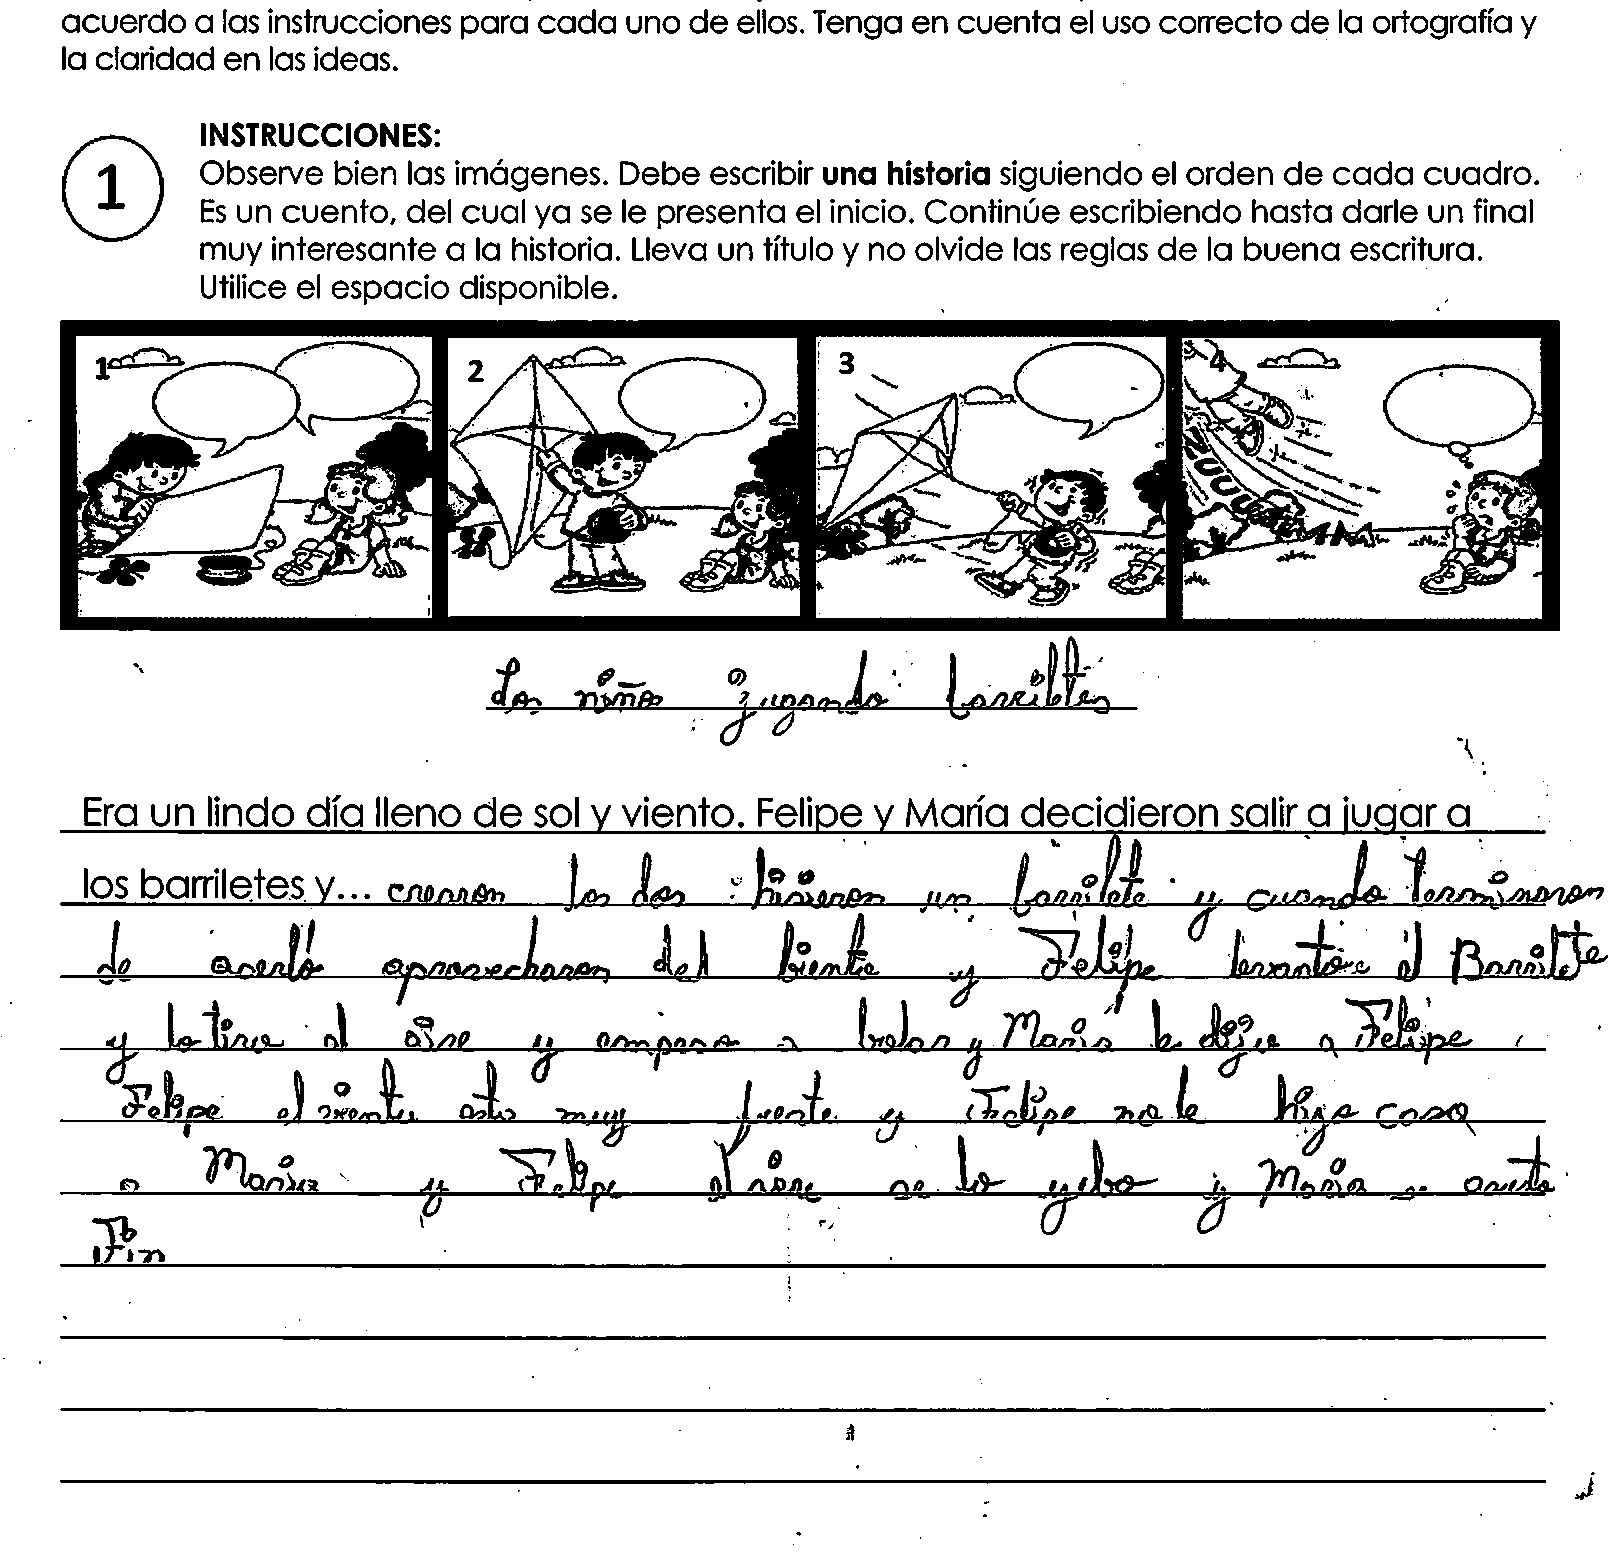 acuerdo a las instrucciones para cada uno de ellos. Tenga en cuenta el uso correcto de la ortografía y
la claridad en las ideas.
1
INSTRUCCIONES:
Observe bien las imágenes. Debe escribir una historia siguiendo el orden de cada cuadro.
Es un cuento, del cual ya se le presenta el inicio. Continúe escribiendo hasta darle un final
muy interesante a la historia. Lleva un título y no olvide las reglas de la buena escritura.
Utilice el espacio disponible.
1 2 3 4
ZUUU
Los niños jugando barriletes
Era un lindo día lleno de sol y viento. Felipe y María decidieron salir a jugar a
los barriletes y... crearon los dos hisieron un barrilete y cuando terminaron
de aserlo aprovecharon del biento y Felipe levanto el Barrilete
y lo tiro al aire y empeso a bolar y María le dijo a Felipe
Felipe el viento esta muy fuerte y Felipe no le hizo caso
a María y Felipe el aire se lo yebo y María se asusto
Fin